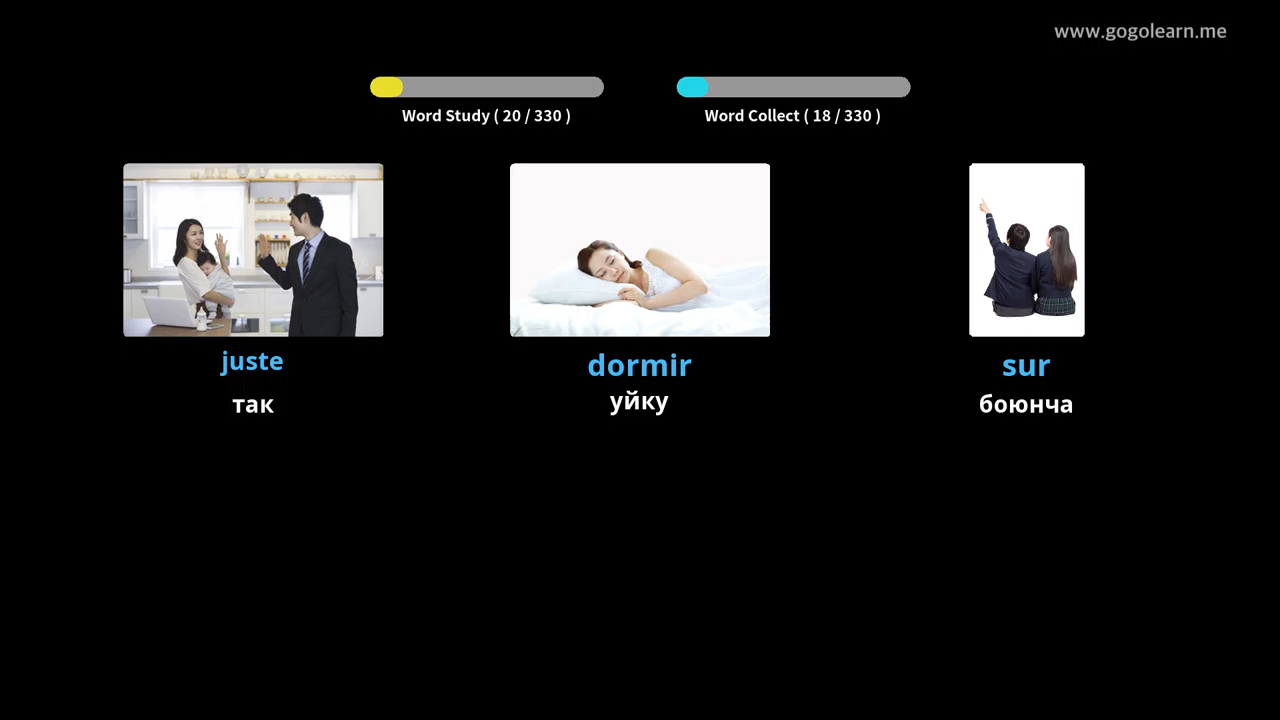 www.gogolearn.me
Word Study ( 20 / 330 )
Word Collect ( 18 / 330 )
juste
dormir
sur
так
уйку
боюнча